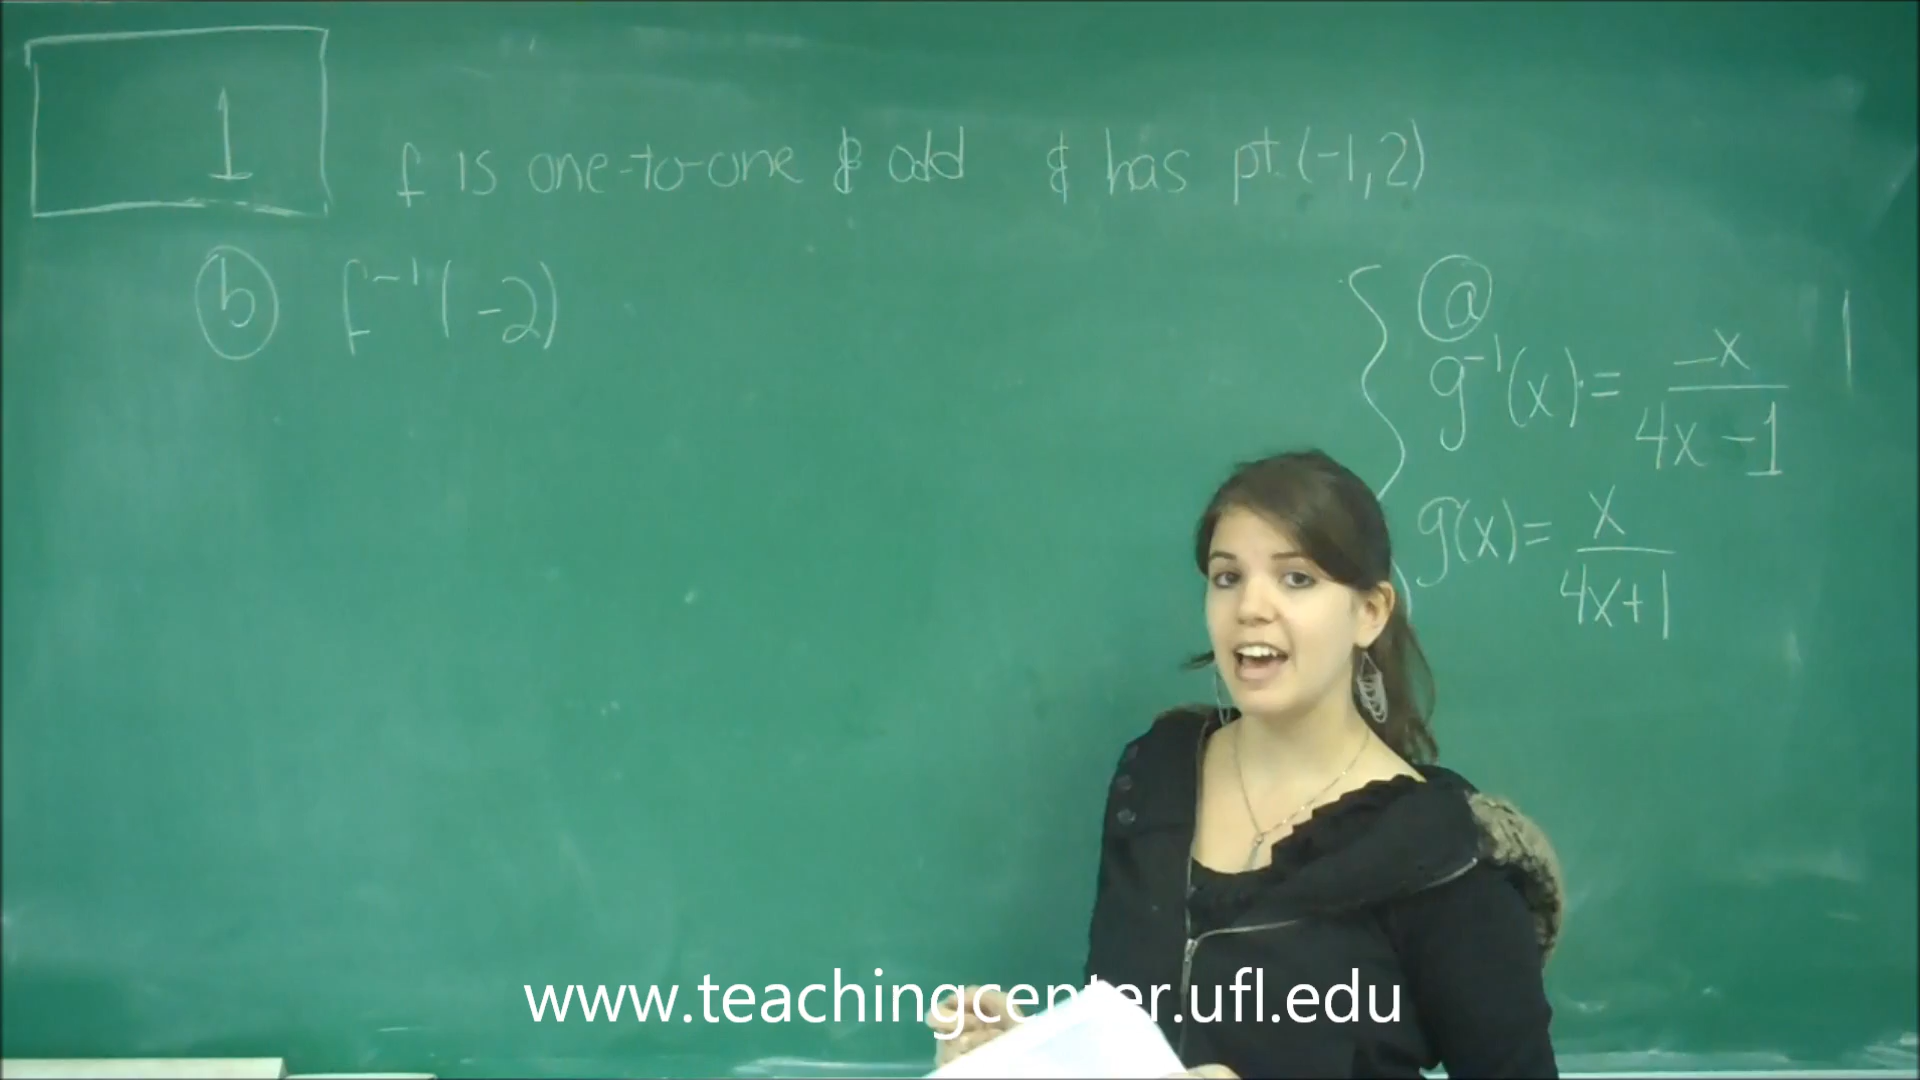 1
f is one-to-one & odd & has pt. (-1,2)
b f⁻¹(-2)
a
g⁻¹(x) = -x / 4x-1
g(x) = x / 4x+1
www.teachingcenter.ufl.edu